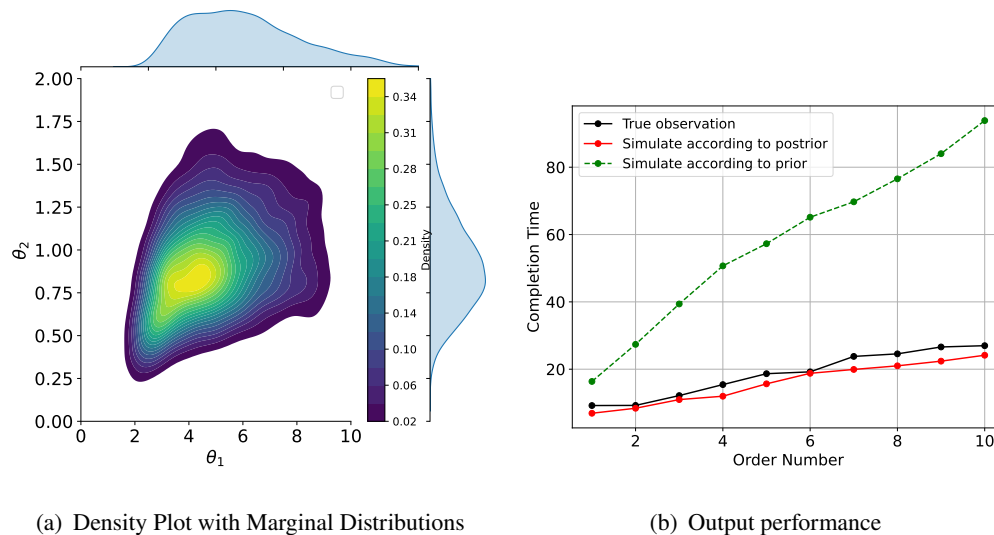 2.00
1.75
1.50
1.25
1.00
0.75
0.50
0.25
0.00
θ2
0 2 4 6 8 10
θ1
0.34
0.31
0.28
0.25
0.21
0.18
0.14
0.10
0.06
0.02
Density
True observation
Simulate according to postrior
Simulate according to prior
80
60
40
20
Completion Time
2 4 6 8 10
Order Number
(a) Density Plot with Marginal Distributions
(b) Output performance